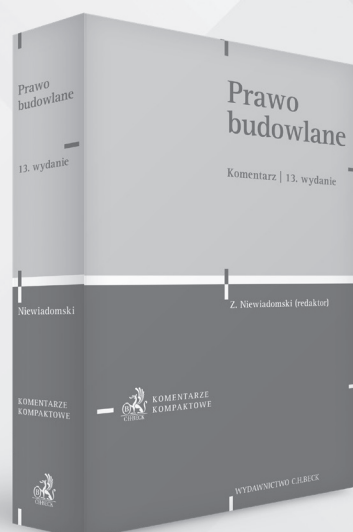 Prawo
budowlane
13. wydanie
Niewiadomski
KOMENTARZE
KOMPAKTOWE
C.H.BECK
Prawo
budowlane
Komentarz | 13. wydanie
Z. Niewiadomski (redaktor)
C.H.BECK
KOMENTARZE
KOMPAKTOWE
WYDAWNICTWO C.H.BECK